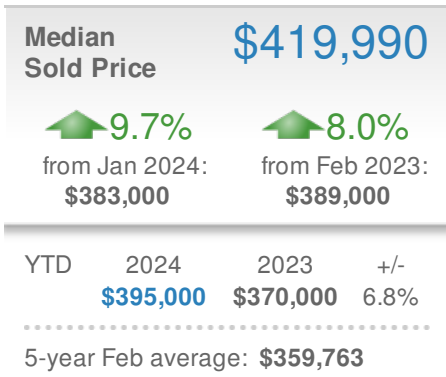 Median $419,990
Sold Price
9.7% 8.0%
from Jan 2024: from Feb 2023:
$383,000 $389,000
YTD 2024 2023 +/-
$395,000 $370,000 6.8%
5-year Feb average: $359,763